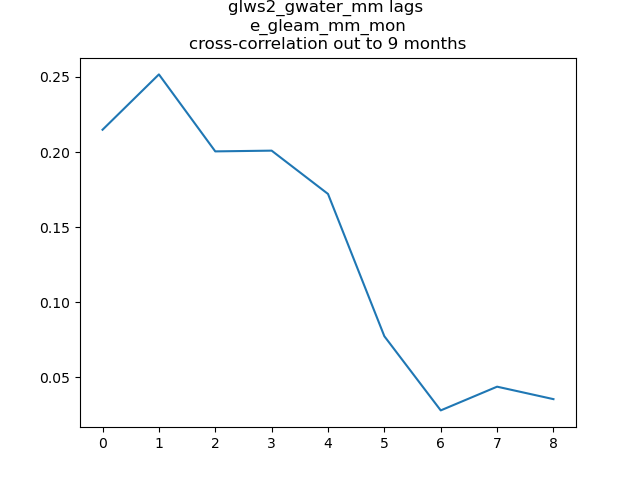 glws2_gwater_mm lags
e_gleam_mm_mon
cross-correlation out to 9 months
0.25
0.20
0.15
0.10
0.05
0 1 2 3 4 5 6 7 8